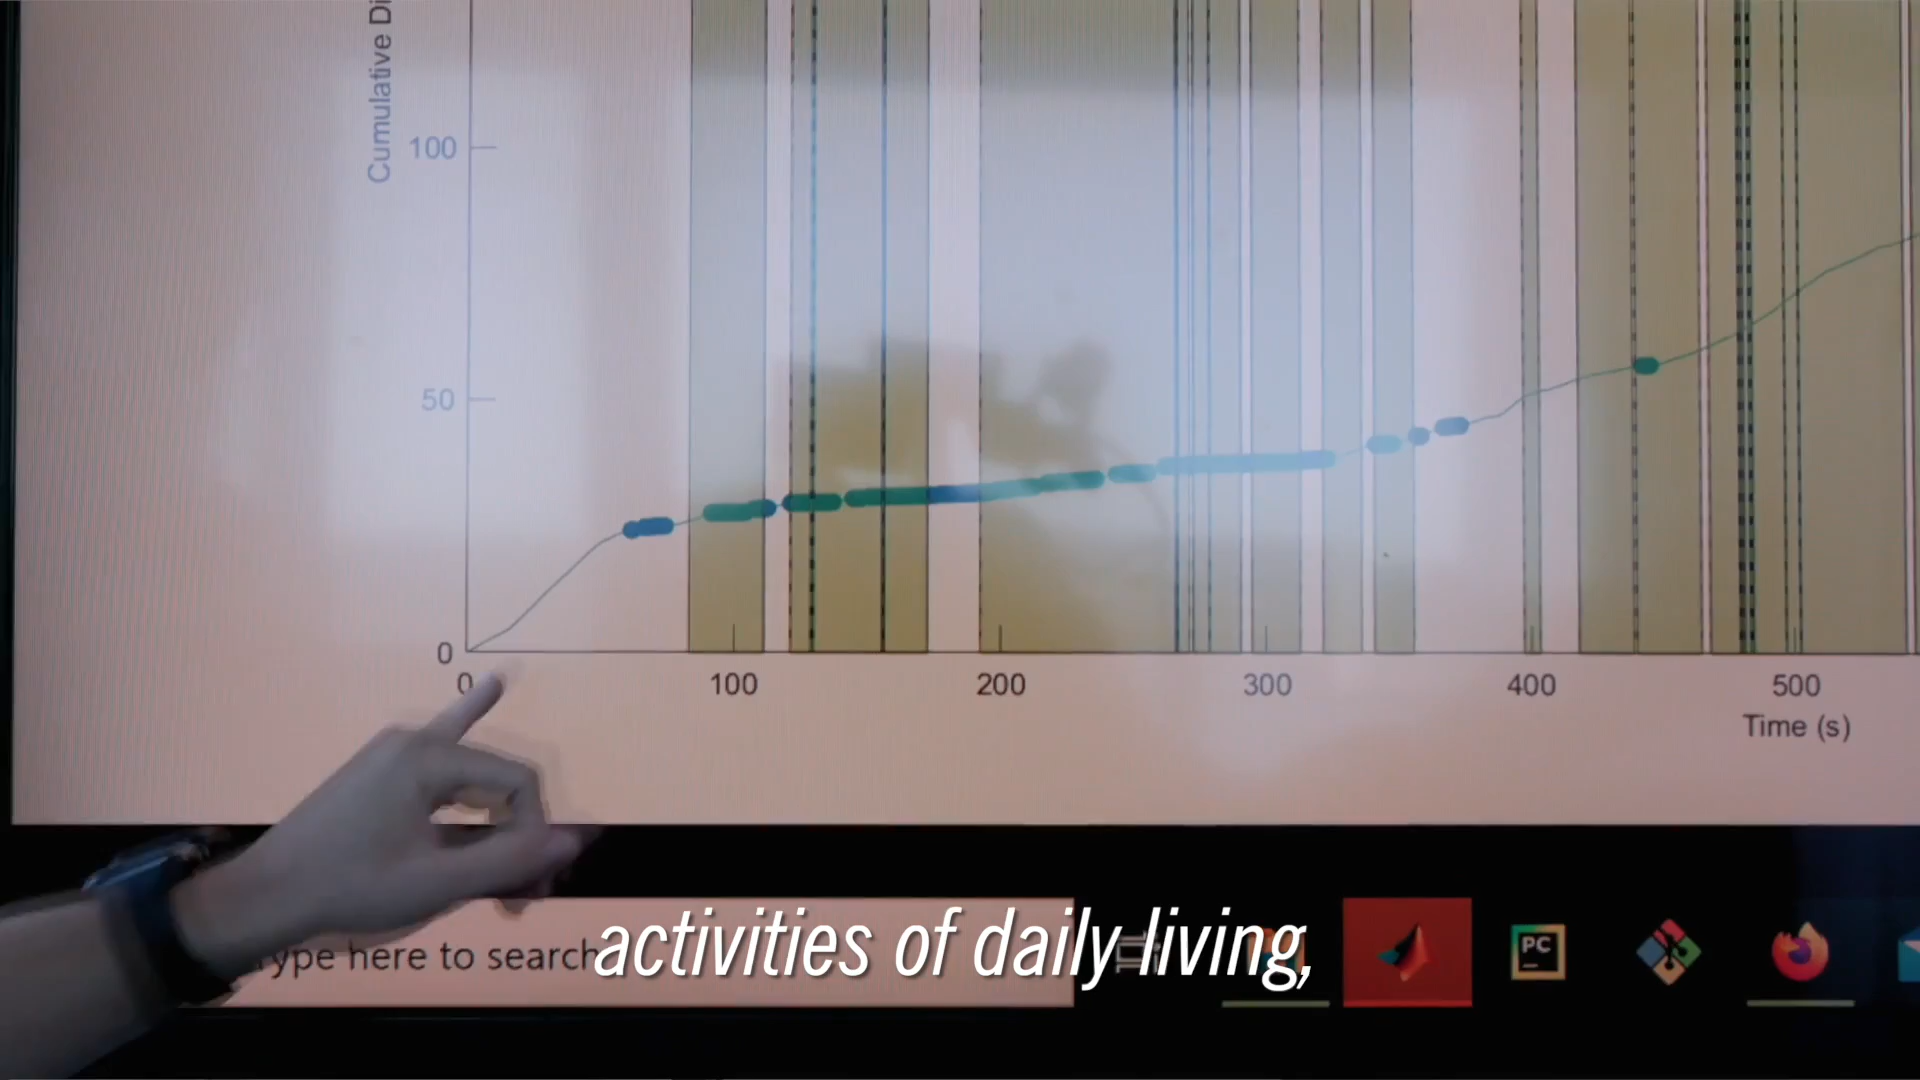 Cumulative Di
100
50
0
0 100 200 300 400 500
Time (s)
Type here to search
activities of daily living,
PC